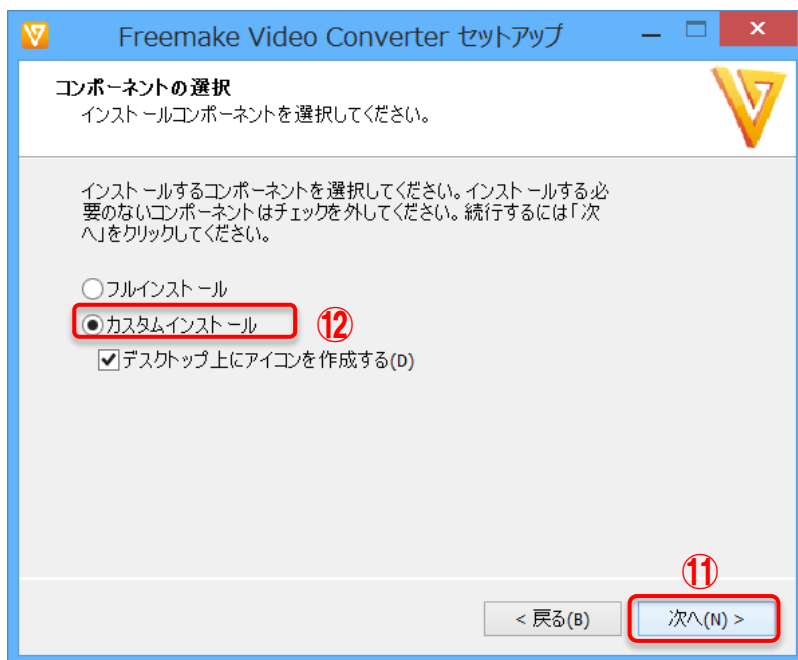 Freemake Video Converter セットアップ
コンポーネントの選択
インストールコンポーネントを選択してください。
インストールするコンポーネントを選択してください。インストールする必
要のないコンポーネントはチェックを外してください。続行するには「次
へ」をクリックしてください。
フルインストール
カスタムインストール ⑫
デスクトップ上にアイコンを作成する(D)
⑪
< 戻る(B) 次へ(N) >